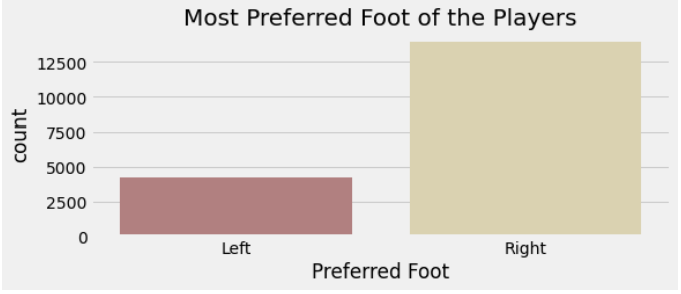 Most Preferred Foot of the Players
12500
10000
7500
5000
2500
0
count
Left
Right
Preferred Foot